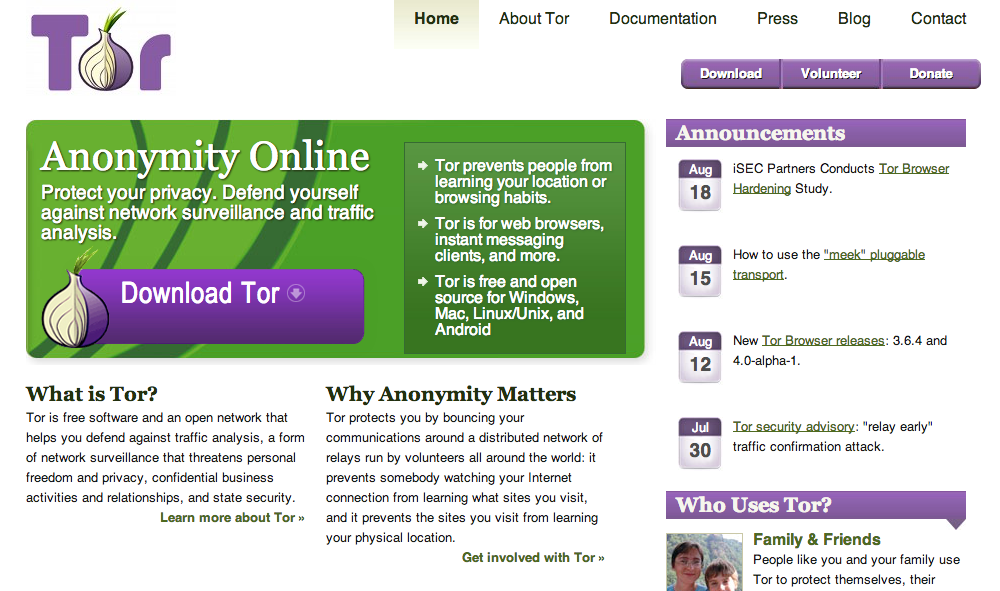 Tor
Home
About Tor
Documentation
Press
Blog
Contact
Download
Volunteer
Donate
Anonymity Online
Protect your privacy. Defend yourself
against network surveillance and traffic
analysis.
Download Tor
Tor prevents people from
learning your location or
browsing habits.
Tor is for web browsers,
instant messaging
clients, and more.
Tor is free and open
source for Windows,
Mac, Linux/Unix, and
Android
What is Tor?
Tor is free software and an open network that
helps you defend against traffic analysis, a form
of network surveillance that threatens personal
freedom and privacy, confidential business
activities and relationships, and state security.
Learn more about Tor »
Why Anonymity Matters
Tor protects you by bouncing your
communications around a distributed network of
relays run by volunteers all around the world: it
prevents somebody watching your Internet
connection from learning what sites you visit,
and it prevents the sites you visit from learning
your physical location.
Get involved with Tor »
Announcements
Aug
18
iSEC Partners Conducts Tor Browser
Hardening Study.
Aug
15
How to use the "meek" pluggable
transport.
Aug
12
New Tor Browser releases: 3.6.4 and
4.0-alpha-1.
Jul
30
Tor security advisory: "relay early"
traffic confirmation attack.
Who Uses Tor?
Family & Friends
People like you and your family use
Tor to protect themselves, their